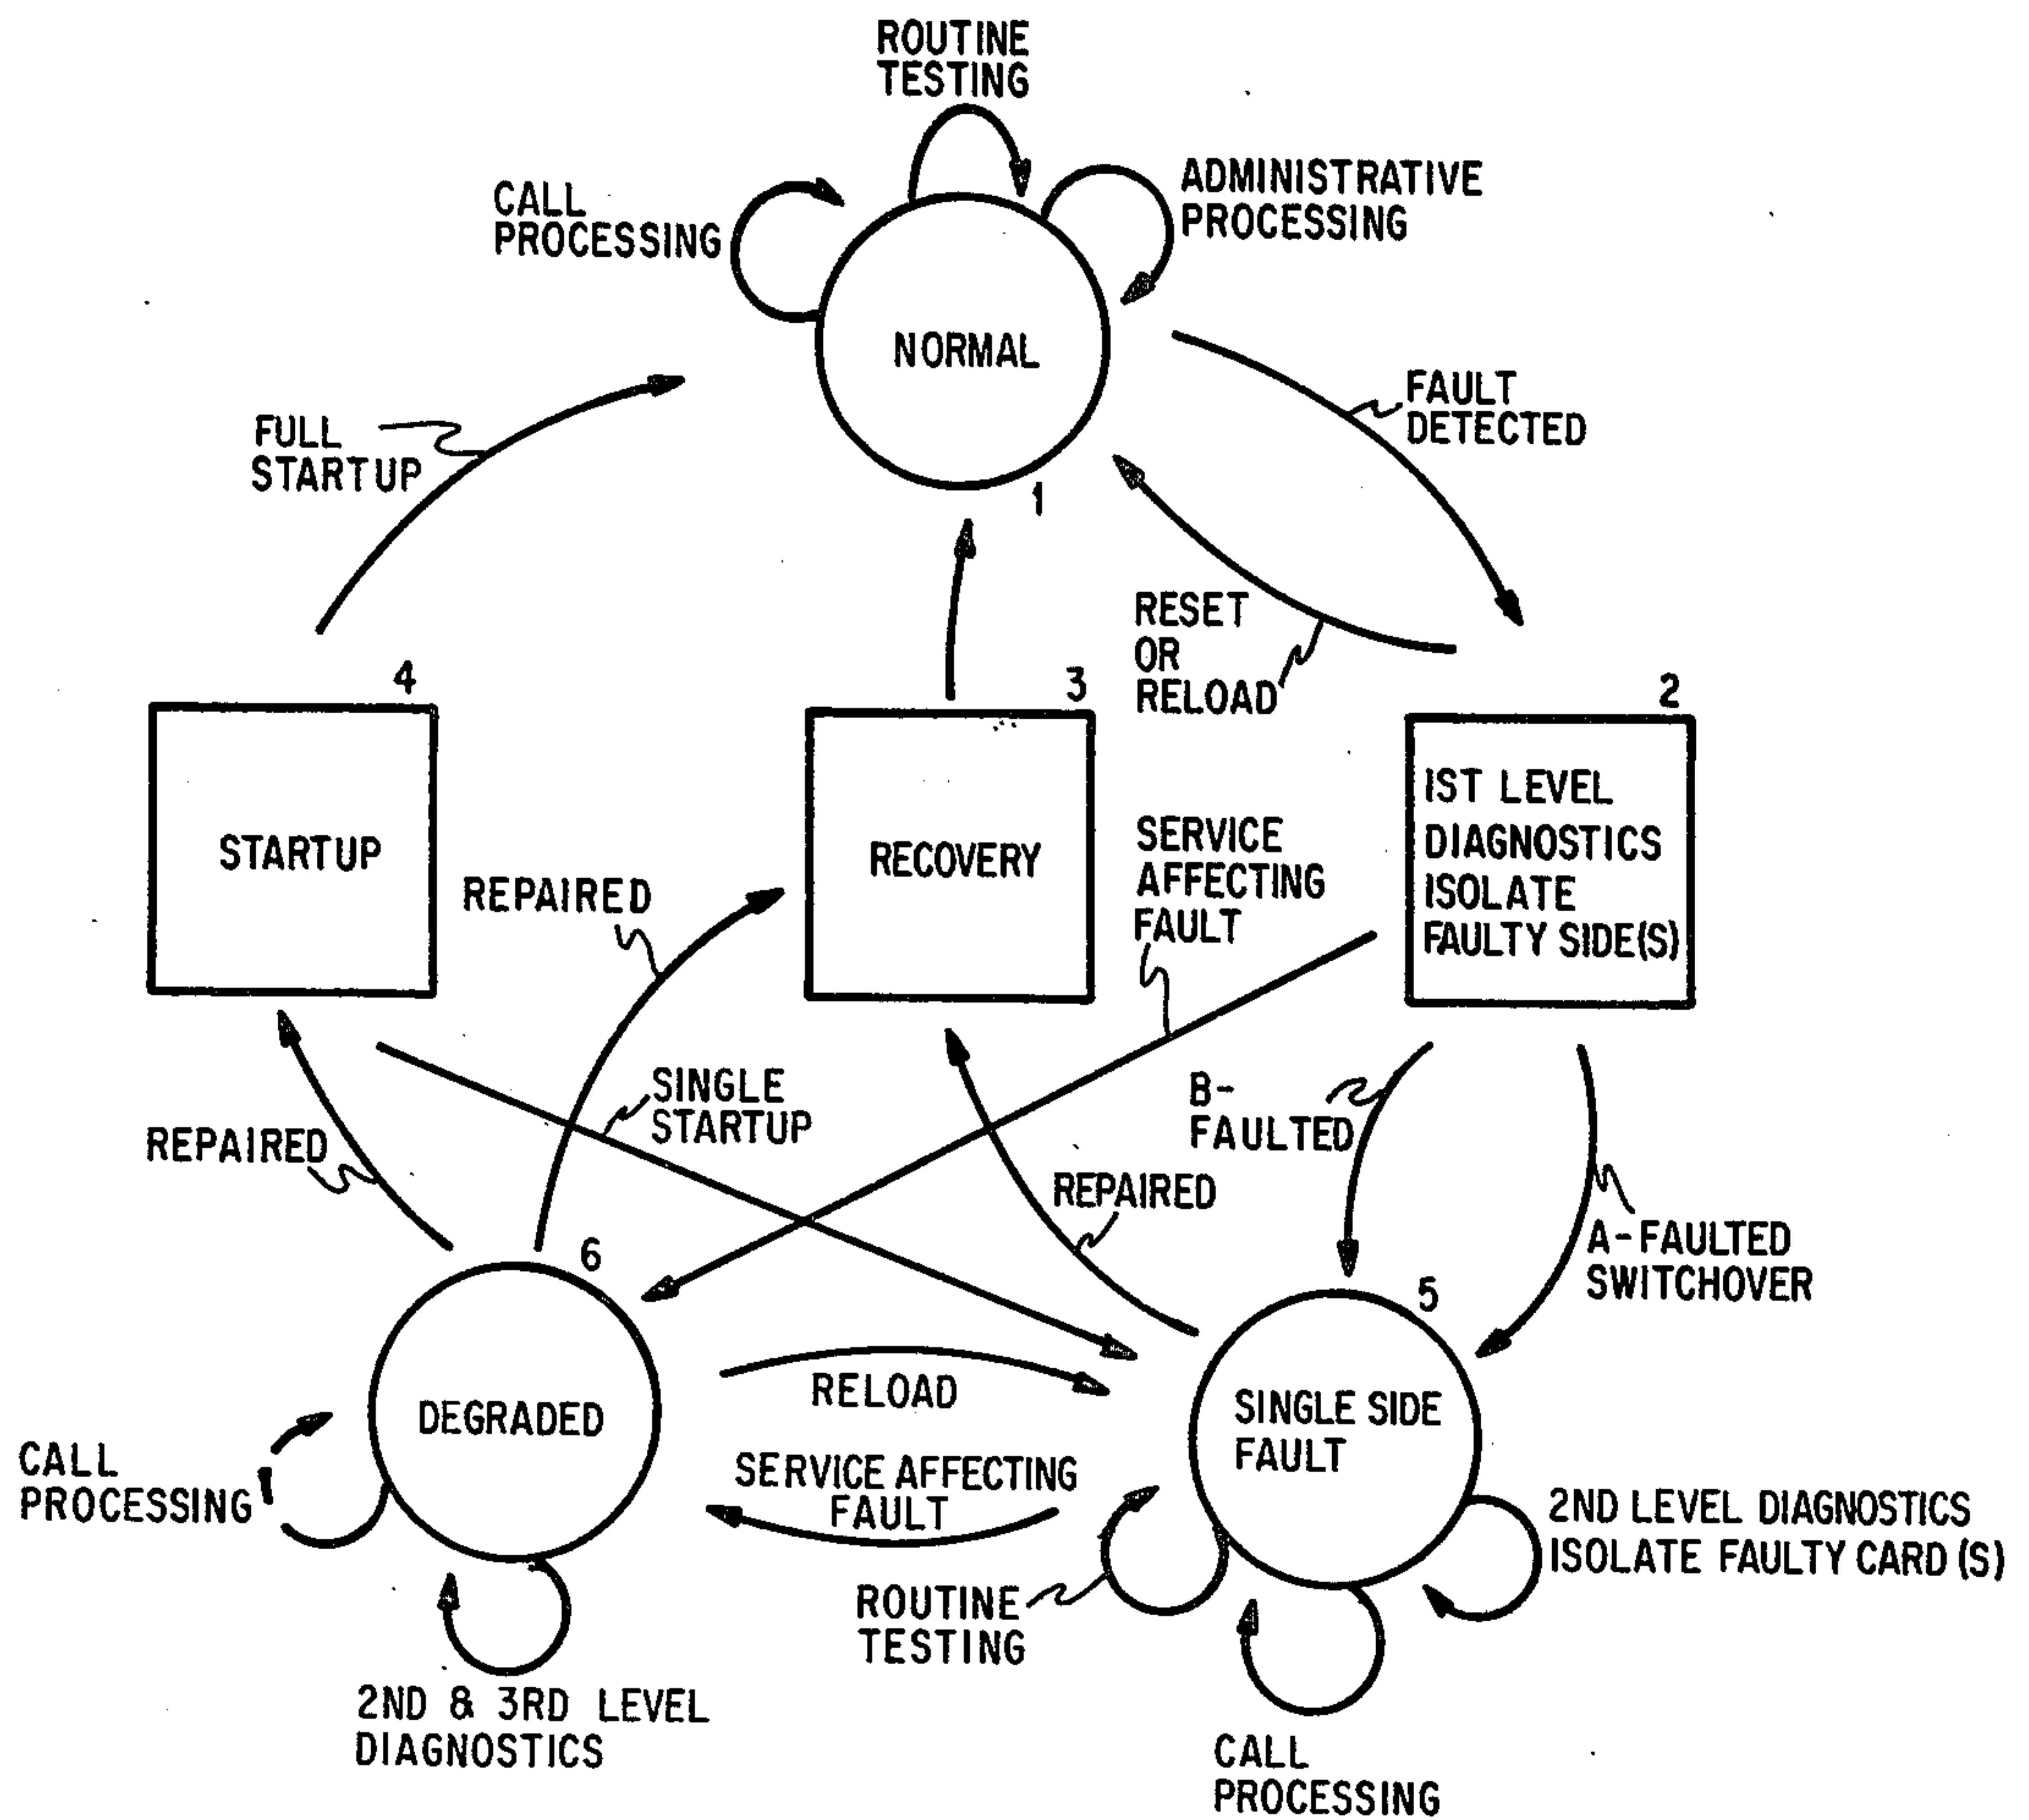 ROUTINE
TESTING
CALL
PROCESSING
ADMINISTRATIVE
PROCESSING
NORMAL
1
FULL
STARTUP
FAULT
DETECTED
RESET
OR
RELOAD
4
STARTUP
3
RECOVERY
2
IST LEVEL
DIAGNOSTICS
ISOLATE
FAULTY SIDE(S)
REPAIRED
SERVICE
AFFECTING
FAULT
SINGLE
STARTUP
REPAIRED
B-
FAULTED
REPAIRED
A-FAULTED
SWITCHOVER
6
DEGRADED
5
SINGLE SIDE
FAULT
RELOAD
SERVICE AFFECTING
FAULT
CALL
PROCESSING
2ND & 3RD LEVEL
DIAGNOSTICS
ROUTINE
TESTING
2ND LEVEL DIAGNOSTICS
ISOLATE FAULTY CARD (S)
CALL
PROCESSING